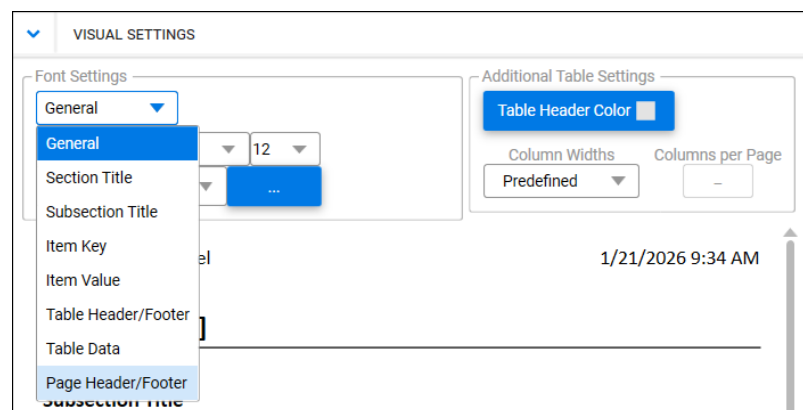 VISUAL SETTINGS
Font Settings
General
General
Section Title
Subsection Title
Item Key
Item Value
Table Header/Footer
Table Data
Page Header/Footer
12
...
Additional Table Settings
Table Header Color
Column Widths
Columns per Page
Predefined
–
el
1/21/2026 9:34 AM
]
Subsection Title